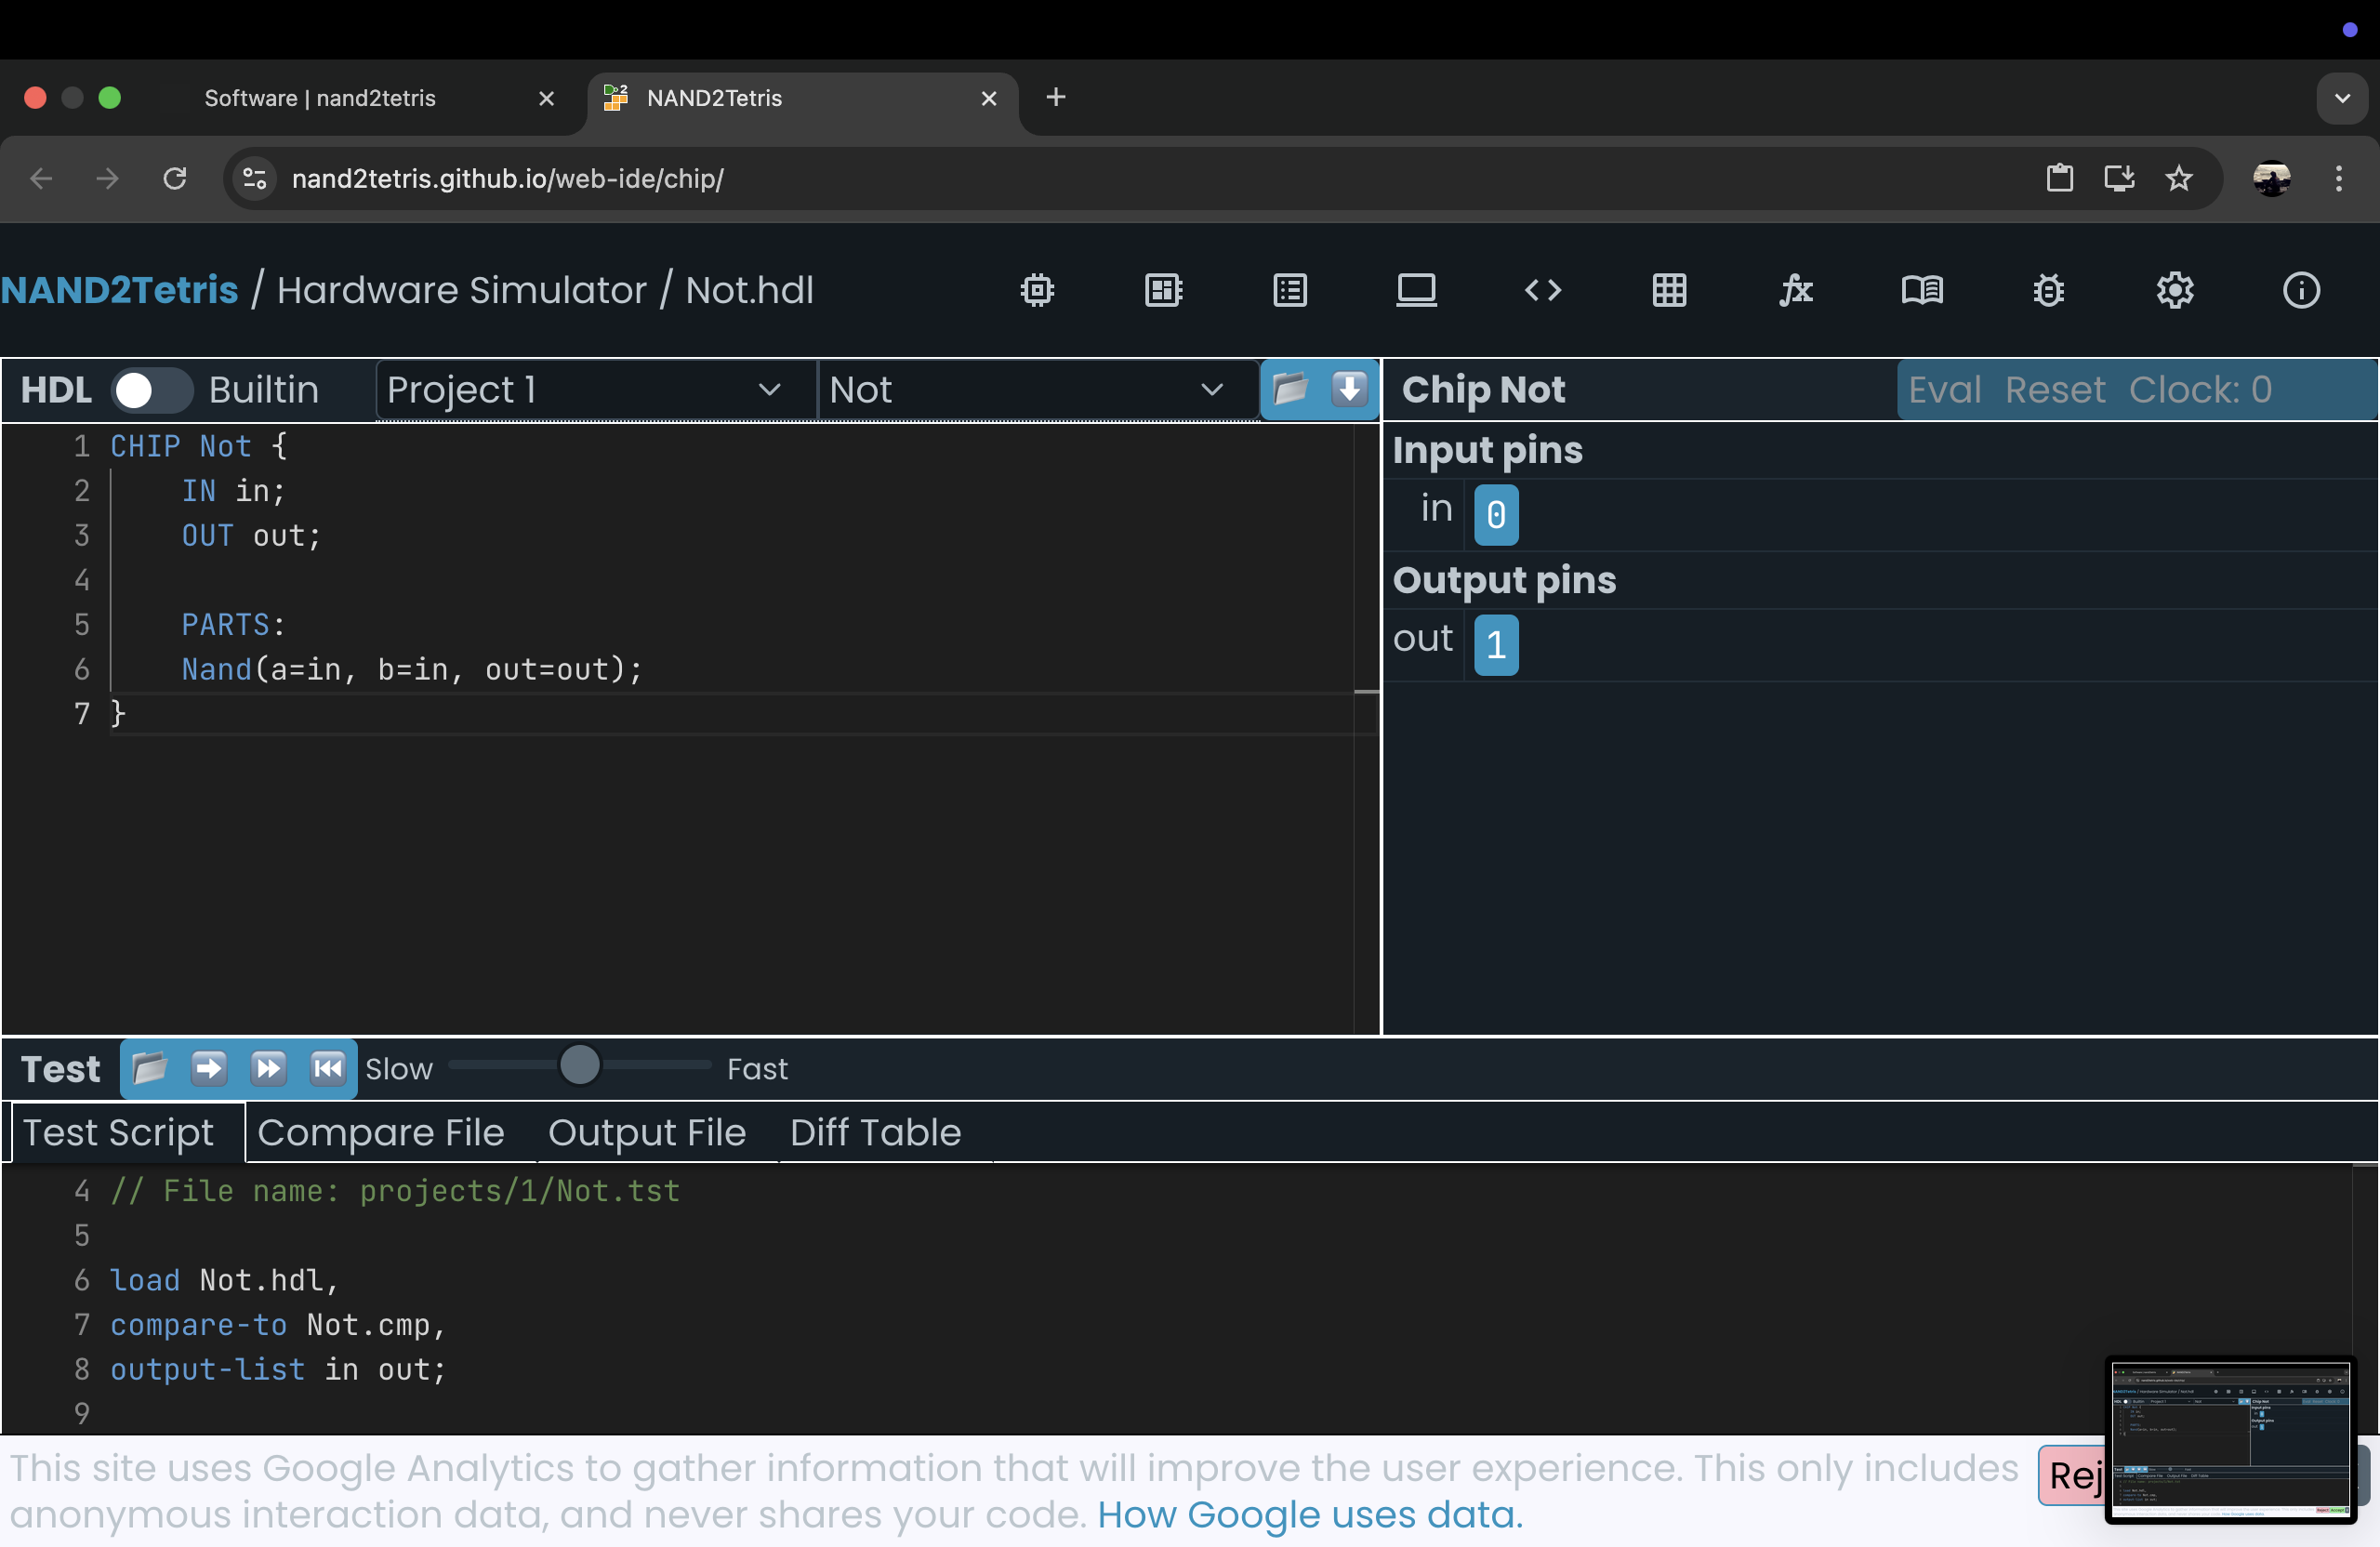 Software | nand2tetris
NAND2Tetris
nand2tetris.github.io/web-ide/chip/
NAND2Tetris / Hardware Simulator / Not.hdl
HDL Builtin Project 1 Not
Chip Not Eval Reset Clock: 0
1 CHIP Not {
2 IN in;
3 OUT out;
4
5 PARTS:
6 Nand(a=in, b=in, out=out);
7 }
Input pins
in 0
Output pins
out 1
Test Slow Fast
Test Script Compare File Output File Diff Table
4 // File name: projects/1/Not.tst
5
6 load Not.hdl,
7 compare-to Not.cmp,
8 output-list in out;
9
This site uses Google Analytics to gather information that will improve the user experience. This only includes
anonymous interaction data, and never shares your code. How Google uses data.
Rej